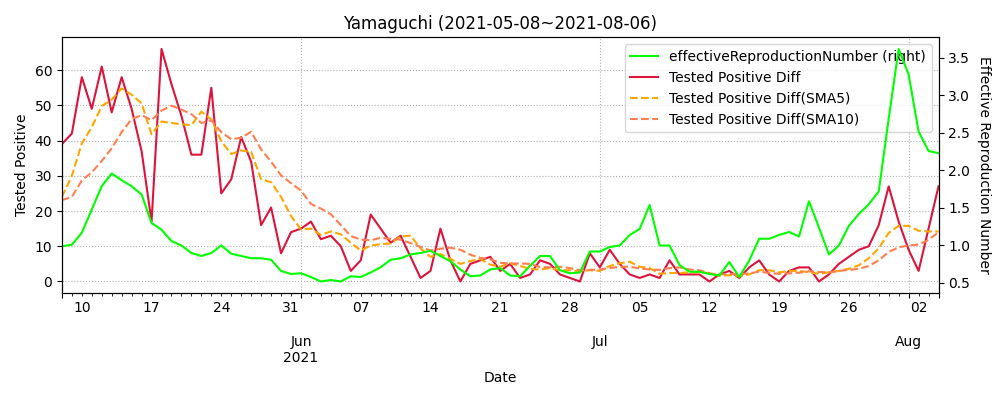 Yamaguchi (2021-05-08~2021-08-06)
effectiveReproductionNumber (right)
Tested Positive Diff
Tested Positive Diff(SMA5)
Tested Positive Diff(SMA10)
Tested Positive
60
50
40
30
20
10
0
3.5
3.0
2.5
2.0
1.5
1.0
0.5
Effective Reproduction Number
10 17 24 31 07 14 21 28 05 12 19 26 02
Jun Jul Aug
2021
Date